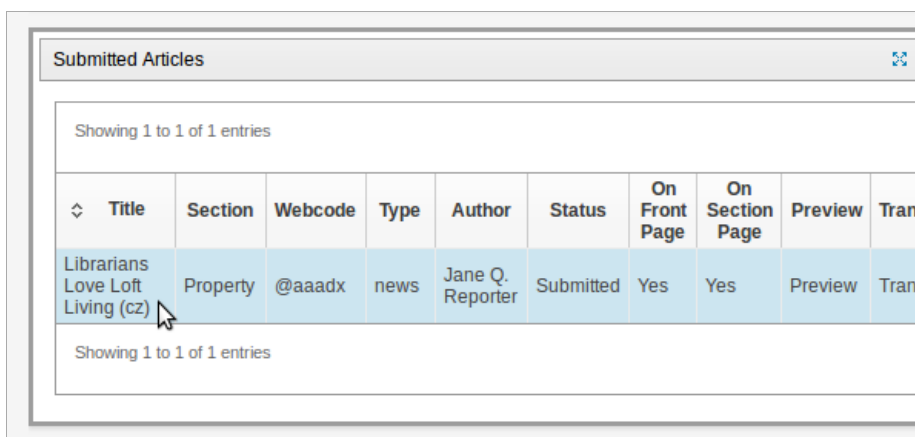 Submitted Articles
Showing 1 to 1 of 1 entries
Title Section Webcode Type Author Status On Front Page On Section Page Preview Tran
Librarians Love Loft Living (cz) Property @aaadx news Jane Q. Reporter Submitted Yes Yes Preview Tran
Showing 1 to 1 of 1 entries